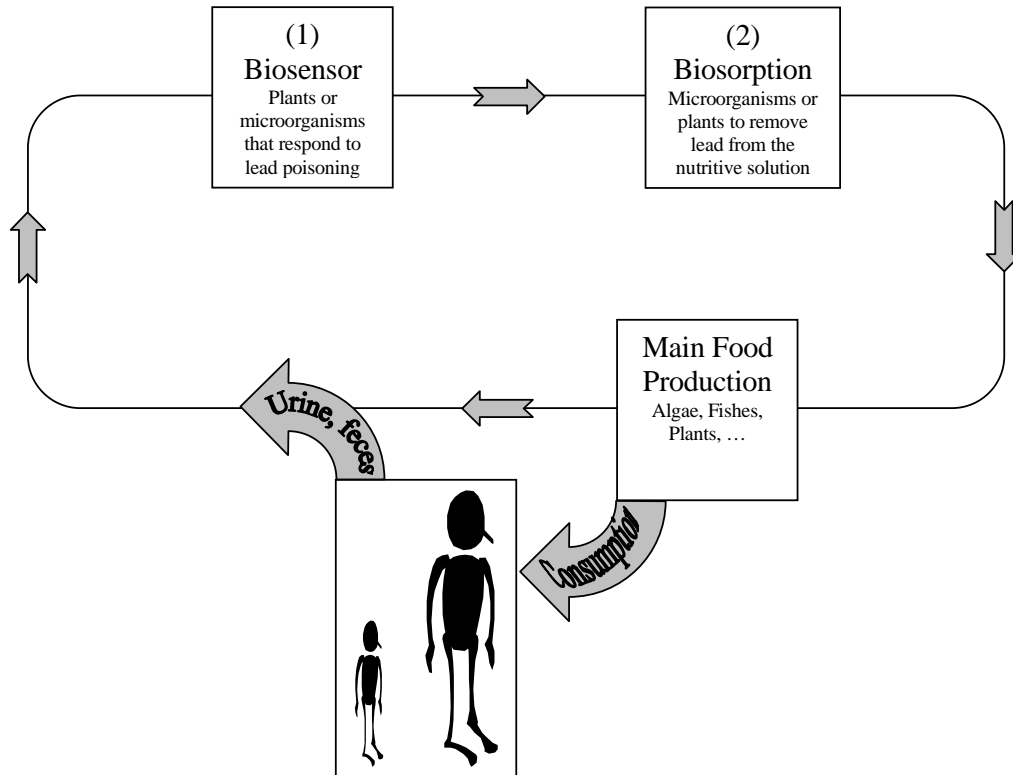 (1)
Biosensor
Plants or
microorganisms
that respond to
lead poisoning
(2)
Biosorption
Microorganisms or
plants to remove
lead from the
nutritive solution
Main Food
Production
Algae, Fishes,
Plants, …
Urine, feces
Consumption